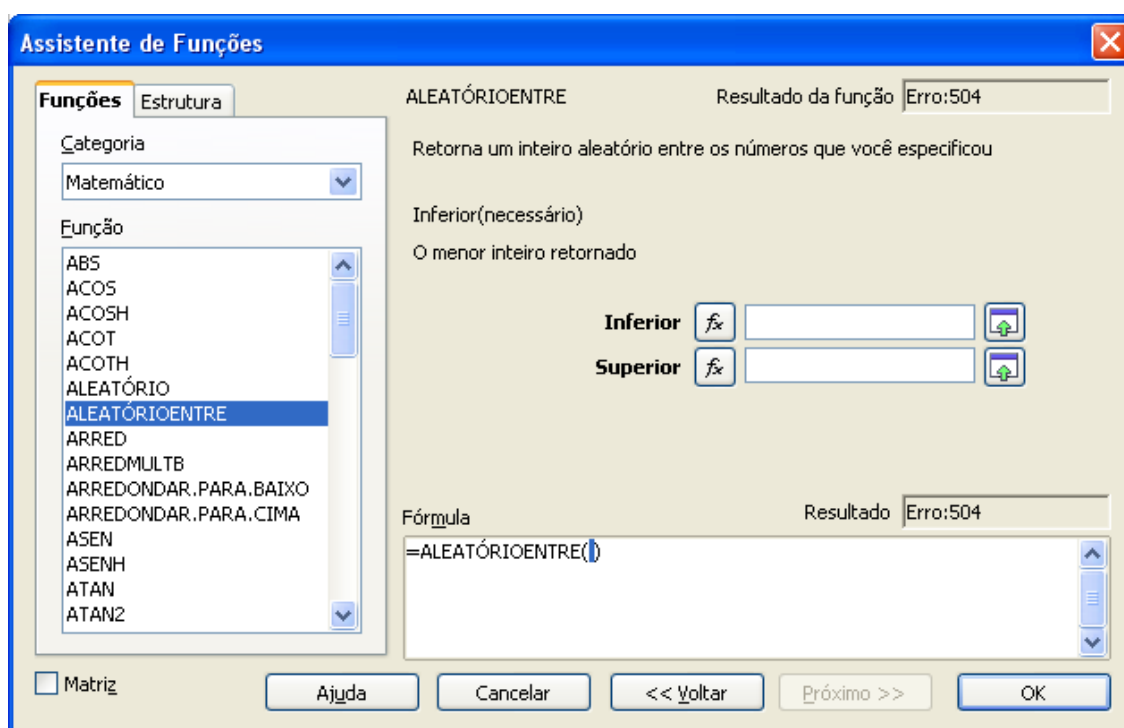 Assistente de Funções
Funções Estrutura
Categoria
Matemático
Função
ABS
ACOS
ACOSH
ACOT
ACOTH
ALEATÓRIO
ALEATÓRIOENTRE
ARRED
ARREDMULTB
ARREDONDAR.PARA.BAIXO
ARREDONDAR.PARA.CIMA
ASEN
ASENH
ATAN
ATAN2
Matriz
ALEATÓRIOENTRE Resultado da função Erro:504
Retorna um inteiro aleatório entre os números que você especificou
Inferior(necessário)
O menor inteiro retornado
Inferior fx
Superior fx
Fórmula Resultado Erro:504
=ALEATÓRIOENTRE( )
Ajuda Cancelar << Voltar Próximo >> OK